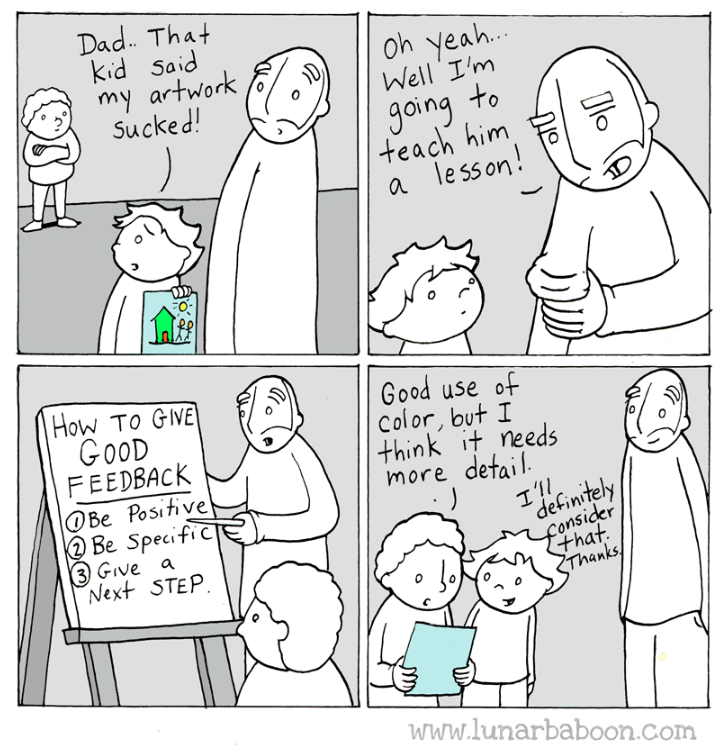 Dad.. That
kid said
my artwork
sucked!
Oh yeah...
Well I'm
going to
teach him
a lesson!
HOW TO GIVE
GOOD
FEEDBACK
① Be Positive
② Be Specific
③ Give a
Next STEP.
Good use of
color, but I
think it needs
more detail.
I'll
definitely
consider
that.
Thanks.
www.lunarbaboon.com